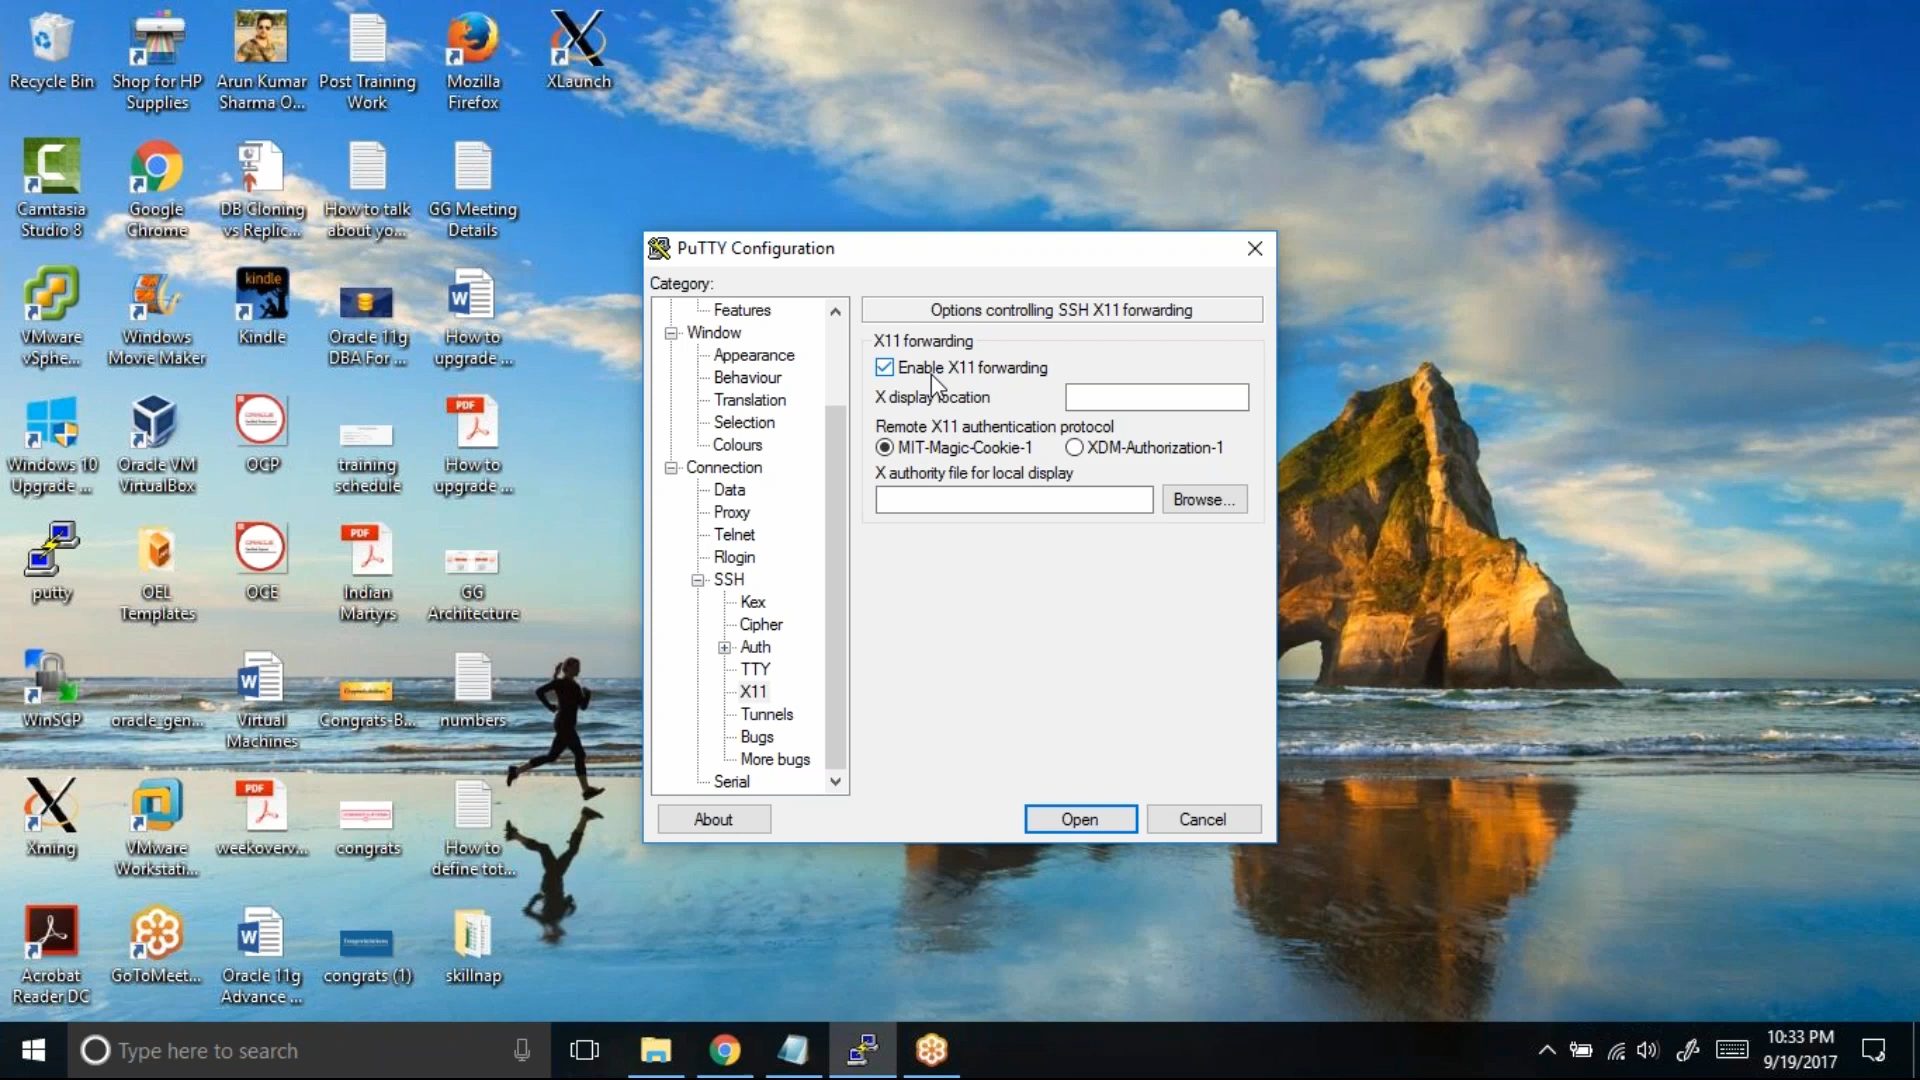 Recycle Bin
Shop for HP
Supplies
Arun Kumar
Sharma O...
Post Training
Work
Mozilla
Firefox
XLaunch
Camtasia
Studio 8
Google
Chrome
DB Cloning
vs Replic...
How to talk
about yo...
GG Meeting
Details
VMware
vSphe...
Windows
Movie Maker
kindle
Kindle
Oracle 11g
DBA For ...
How to
upgrade ...
Windows 10
Upgrade ...
Oracle VM
VirtualBox
OCP
training
schedule
PDF
How to
upgrade ...
putty
OEL
Templates
OCE
PDF
Indian
Martyrs
GG
Architecture
WinSCP
oracle_gen...
Virtual
Machines
Congrats-B...
numbers
Xming
VMware
Workstati...
PDF
weekoverv...
congrats
How to
define tot...
Acrobat
Reader DC
GoToMeet...
Oracle 11g
Advance ...
congrats (1)
skillnap
PuTTY Configuration
Category:
Features
Window
Appearance
Behaviour
Translation
Selection
Colours
Connection
Data
Proxy
Telnet
Rlogin
SSH
Kex
Cipher
Auth
TTY
X11
Tunnels
Bugs
More bugs
Serial
Options controlling SSH X11 forwarding
X11 forwarding
Enable X11 forwarding
X display location
Remote X11 authentication protocol
MIT-Magic-Cookie-1
XDM-Authorization-1
X authority file for local display
Browse...
About
Open
Cancel
Type here to search
10:33 PM
9/19/2017